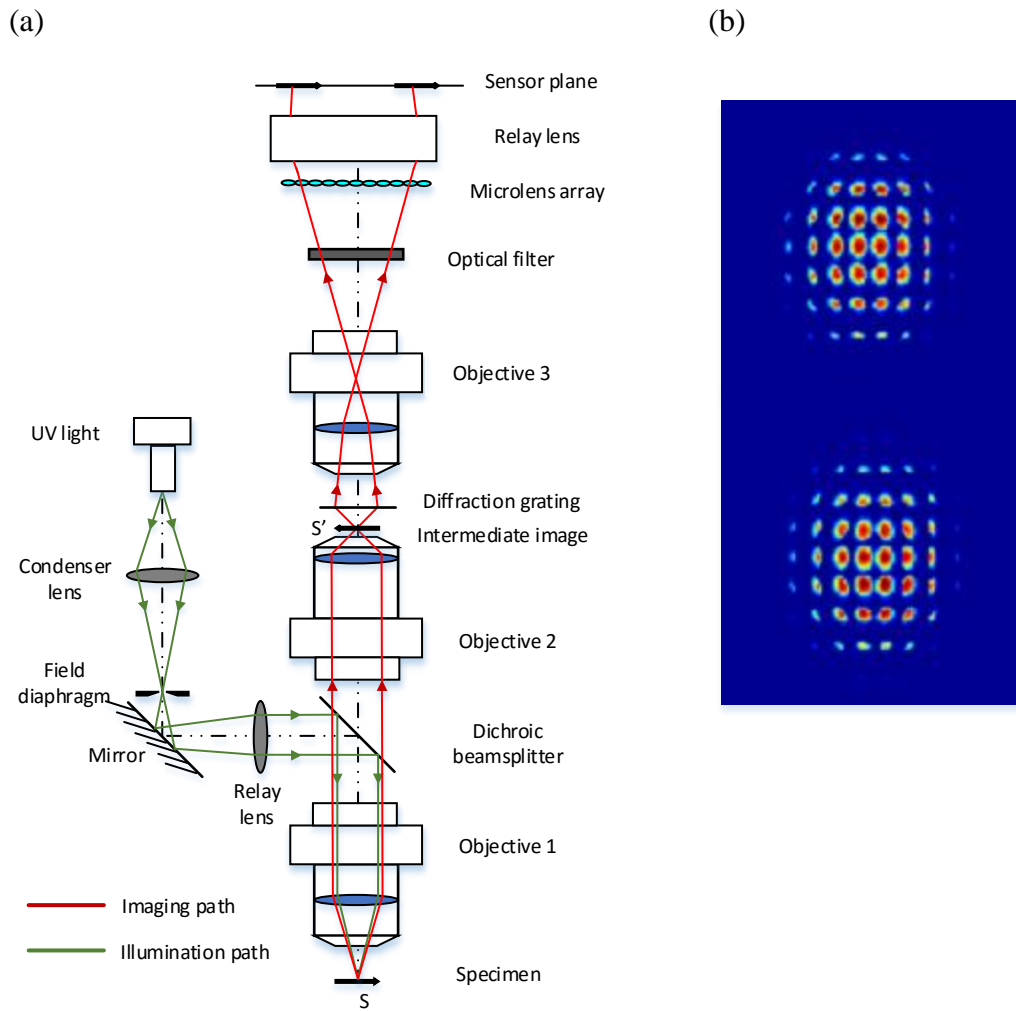 (a)
(b)
Sensor plane
Relay lens
Microlens array
Optical filter
Objective 3
UV light
Diffraction grating
S’
Intermediate image
Condenser
lens
Objective 2
Field
diaphragm
Mirror
Dichroic
beamsplitter
Relay
lens
Objective 1
Imaging path
Illumination path
Specimen
S